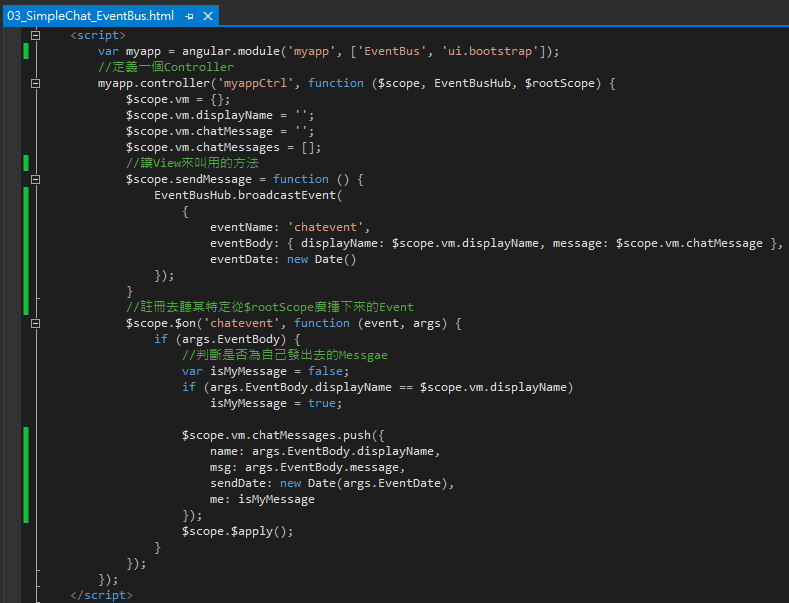 03_SimpleChat_EventBus.html
<script>
var myapp = angular.module('myapp', ['EventBus', 'ui.bootstrap']);
//定義一個Controller
myapp.controller('myappCtrl', function ($scope, EventBusHub, $rootScope) {
$scope.vm = {};
$scope.vm.displayName = '';
$scope.vm.chatMessage = '';
$scope.vm.chatMessages = [];
//讓View來叫用的方法
$scope.sendMessage = function () {
EventBusHub.broadcastEvent(
{
eventName: 'chatevent',
eventBody: { displayName: $scope.vm.displayName, message: $scope.vm.chatMessage },
eventDate: new Date()
});
}
//註冊去聽某特定從$rootScope廣播下來的Event
$scope.$on('chatevent', function (event, args) {
if (args.EventBody) {
//判斷是否為自己發出去的Messgae
var isMyMessage = false;
if (args.EventBody.displayName == $scope.vm.displayName)
isMyMessage = true;
$scope.vm.chatMessages.push({
name: args.EventBody.displayName,
msg: args.EventBody.message,
sendDate: new Date(args.EventDate),
me: isMyMessage
});
$scope.$apply();
}
});
});
</script>